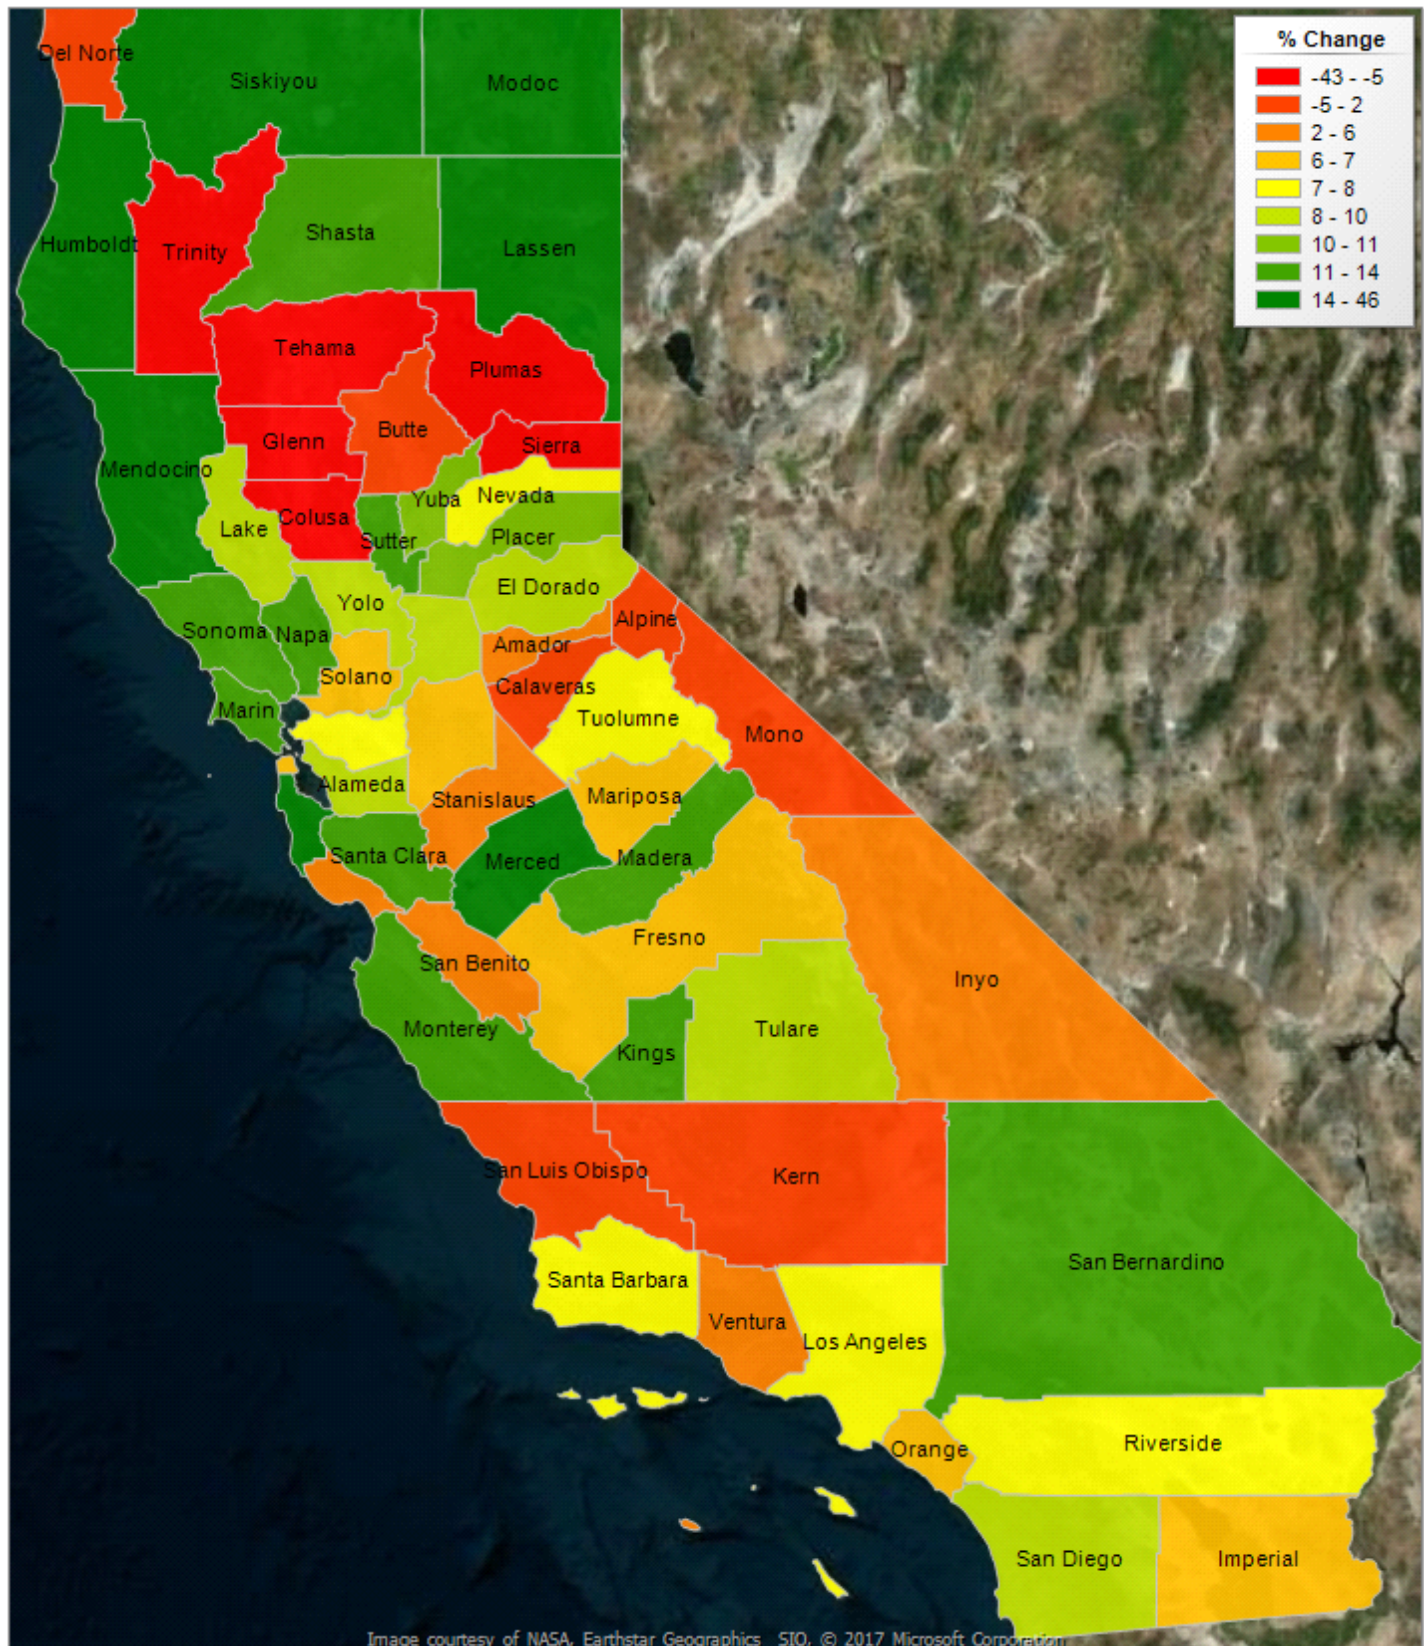 % Change
-43 - -5
-5 - 2
2 - 6
6 - 7
7 - 8
8 - 10
10 - 11
11 - 14
14 - 46
Del Norte
Siskiyou
Modoc
Humboldt
Trinity
Shasta
Lassen
Tehama
Plumas
Butte
Glenn
Sierra
Mendocino
Yuba
Nevada
Colusa
Lake
Sutter
Placer
El Dorado
Yolo
Alpine
Sonoma
Napa
Amador
Solano
Calaveras
Marin
Tuolumne
Mono
Alameda
Stanislaus
Mariposa
Santa Clara
Merced
Madera
Fresno
San Benito
Inyo
Monterey
Tulare
Kings
San Luis Obispo
Kern
San Bernardino
Santa Barbara
Ventura
Los Angeles
Orange
Riverside
San Diego
Imperial
Image courtesy of NASA, Earthstar Geographics SIO, © 2017 Microsoft Corporation